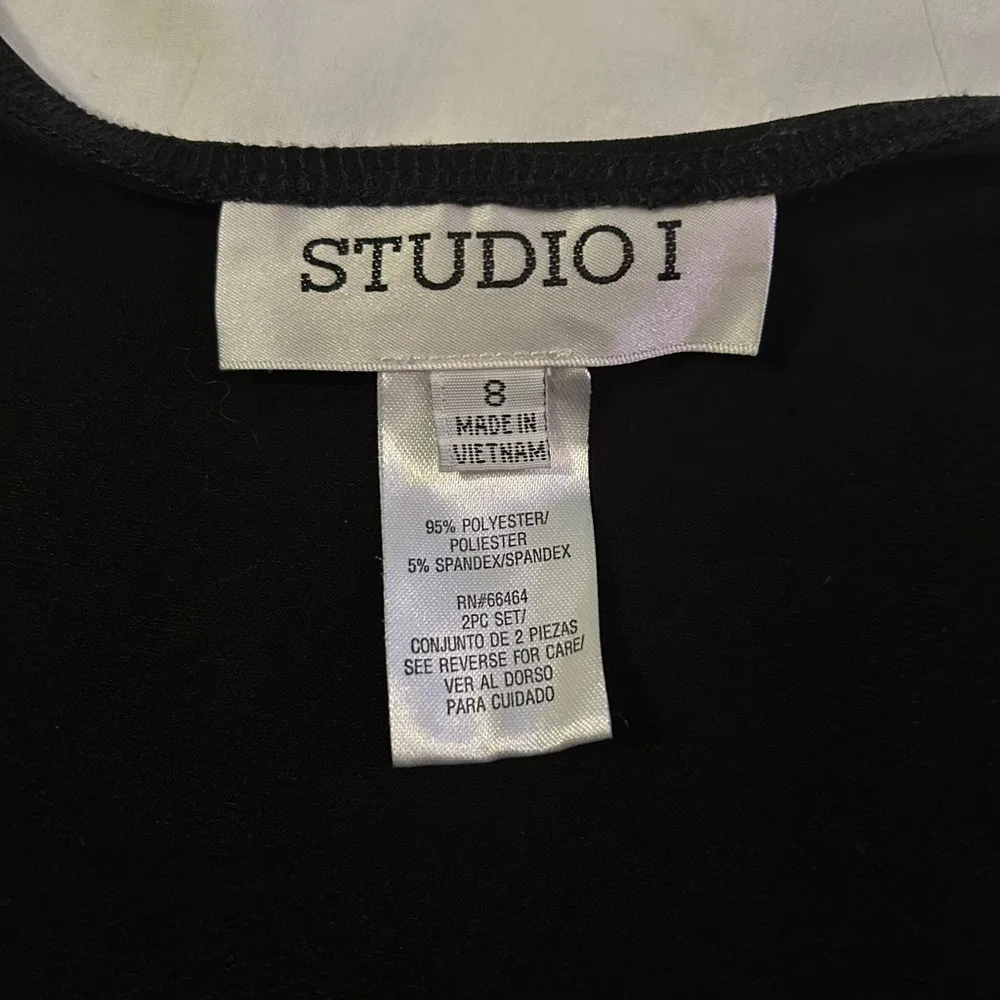 STUDIO I
8
MADE IN
VIETNAM
95% POLYESTER/
POLIESTER
5% SPANDEX/SPANDEX
RN#66464
2PC SET/
CONJUNTO DE 2 PIEZAS
SEE REVERSE FOR CARE/
VER AL DORSO
PARA CUIDADO